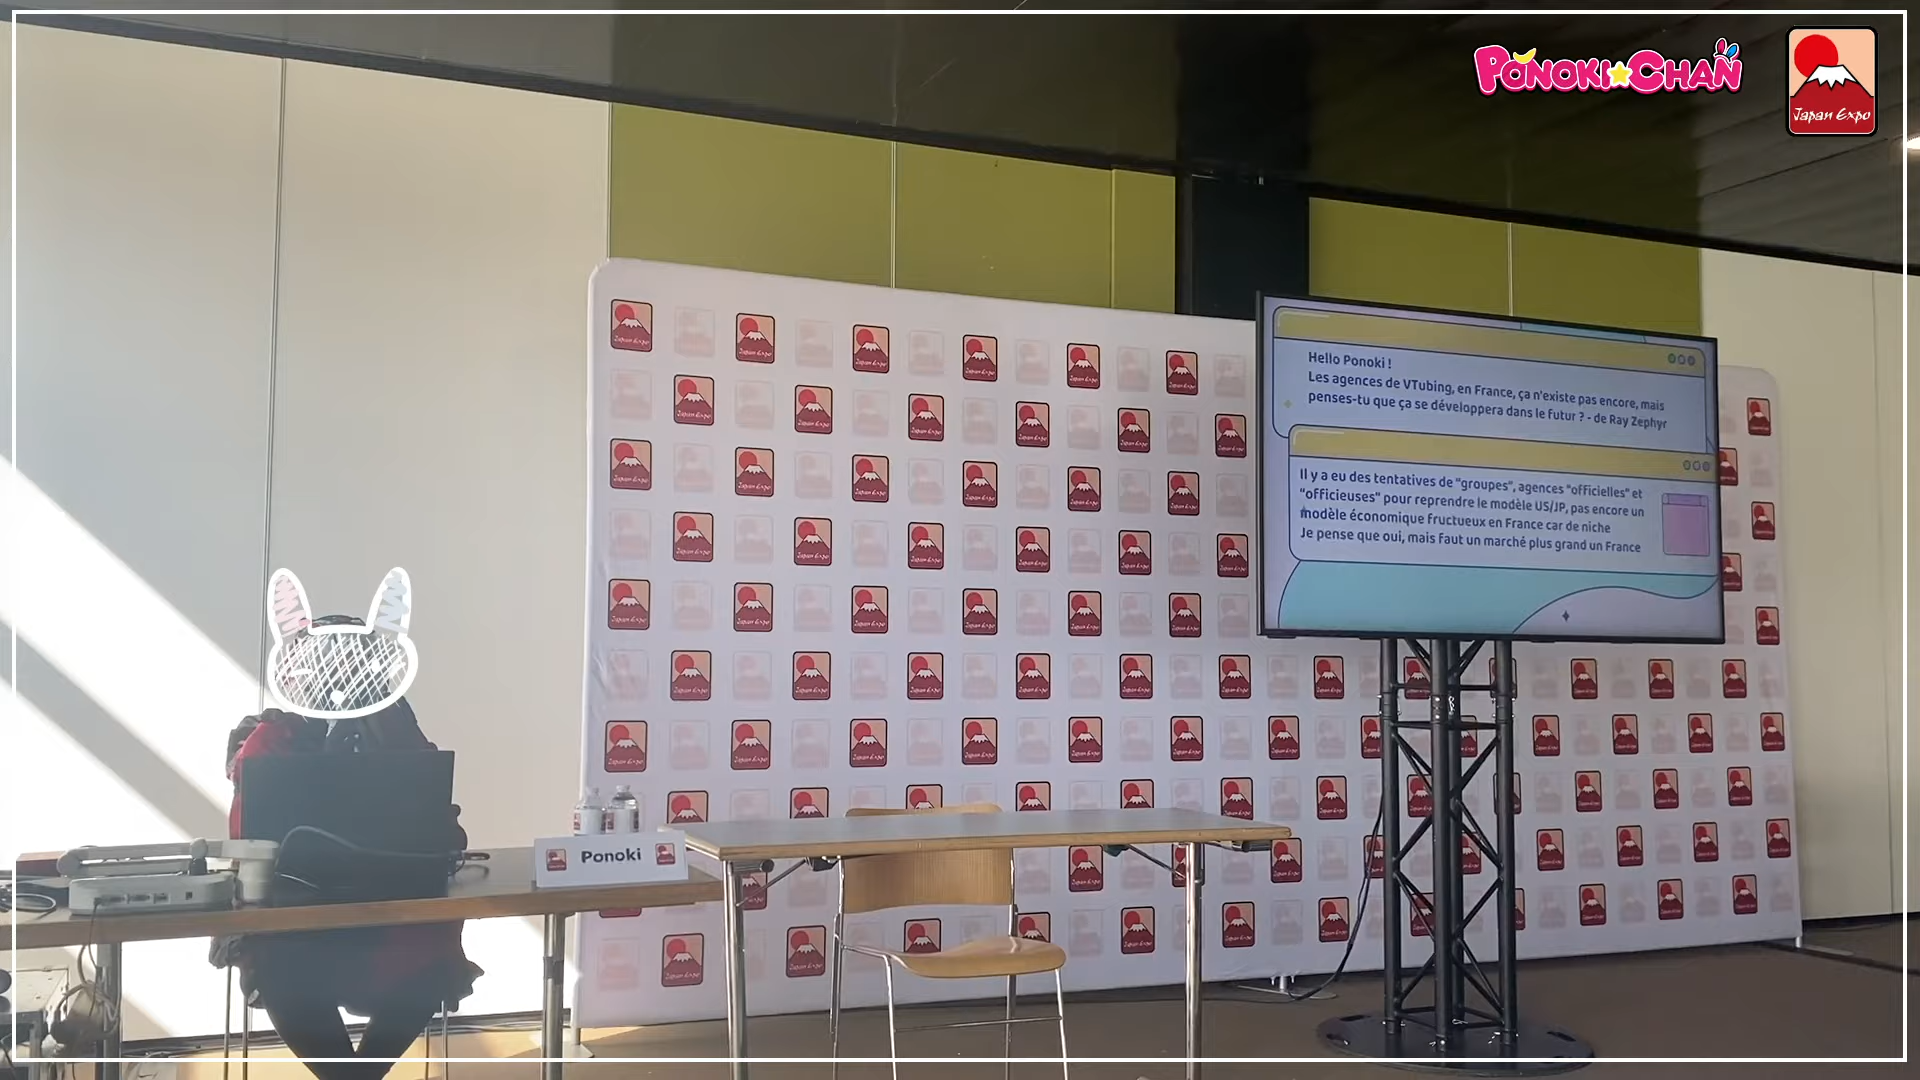 PONOKI★CHAN
Japan Expo
Hello Ponoki !
Les agences de VTubing, en France, ça n'existe pas encore, mais
penses-tu que ça se développera dans le futur ? - de Ray Zephyr
Il y a eu des tentatives de "groupes", agences "officielles" et
"officieuses" pour reprendre le modèle US/JP, pas encore un
modèle économique fructueux en France car de niche
Je pense que oui, mais faut un marché plus grand un France
Ponoki